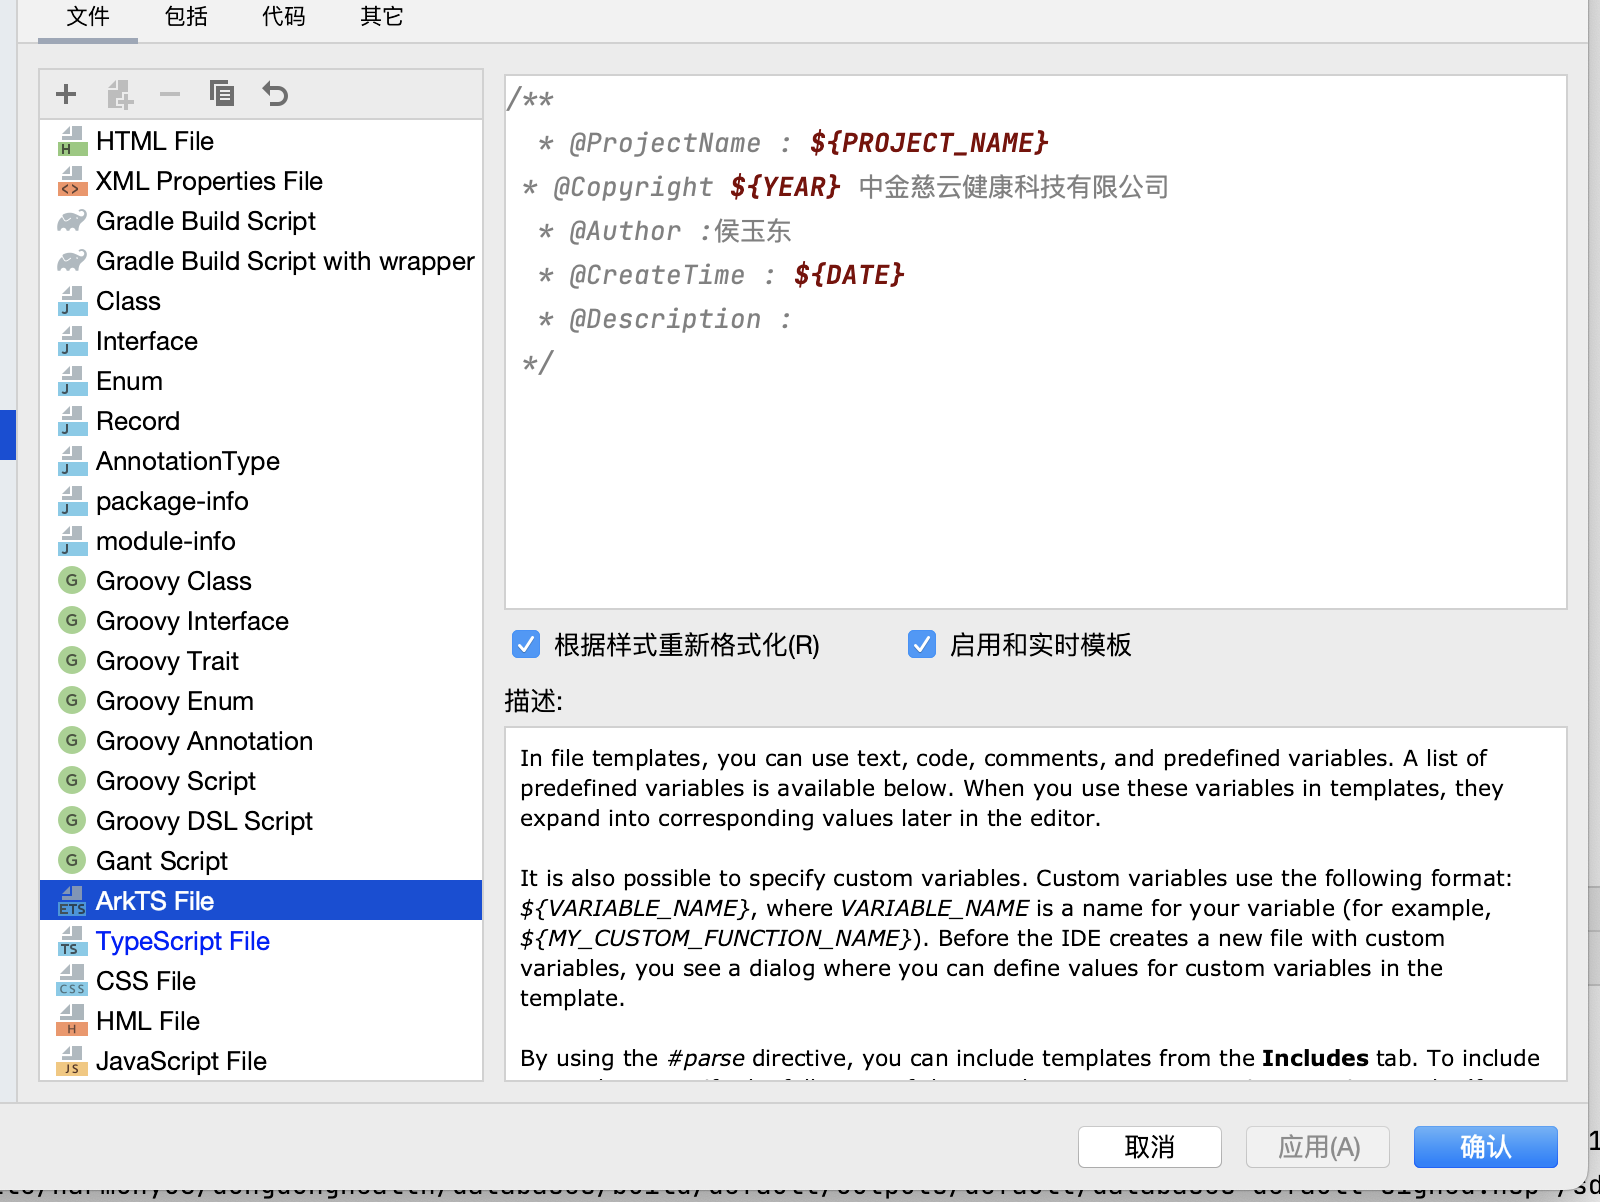 文件 包括 代码 其它
HTML File
XML Properties File
Gradle Build Script
Gradle Build Script with wrapper
Class
Interface
Enum
Record
AnnotationType
package-info
module-info
Groovy Class
Groovy Interface
Groovy Trait
Groovy Enum
Groovy Annotation
Groovy Script
Groovy DSL Script
Gant Script
ArkTS File
TypeScript File
CSS File
HML File
JavaScript File
/**
* @ProjectName : ${PROJECT_NAME}
* @Copyright ${YEAR} 中金慈云健康科技有限公司
* @Author :侯玉东
* @CreateTime : ${DATE}
* @Description :
*/
根据样式重新格式化(R) 启用和实时模板
描述:
In file templates, you can use text, code, comments, and predefined variables. A list of
predefined variables is available below. When you use these variables in templates, they
expand into corresponding values later in the editor.
It is also possible to specify custom variables. Custom variables use the following format:
${VARIABLE_NAME}, where VARIABLE_NAME is a name for your variable (for example,
${MY_CUSTOM_FUNCTION_NAME}). Before the IDE creates a new file with custom
variables, you see a dialog where you can define values for custom variables in the
template.
By using the #parse directive, you can include templates from the Includes tab. To include
取消 应用(A) 确认